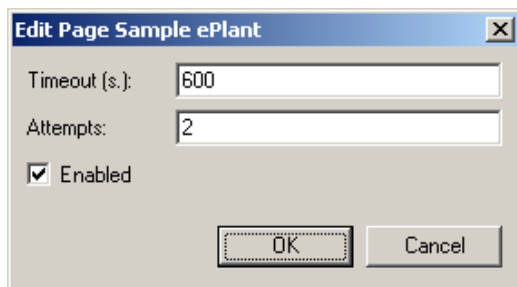 Edit Page Sample ePlant
Timeout (s.): 600
Attempts: 2
Enabled
OK Cancel